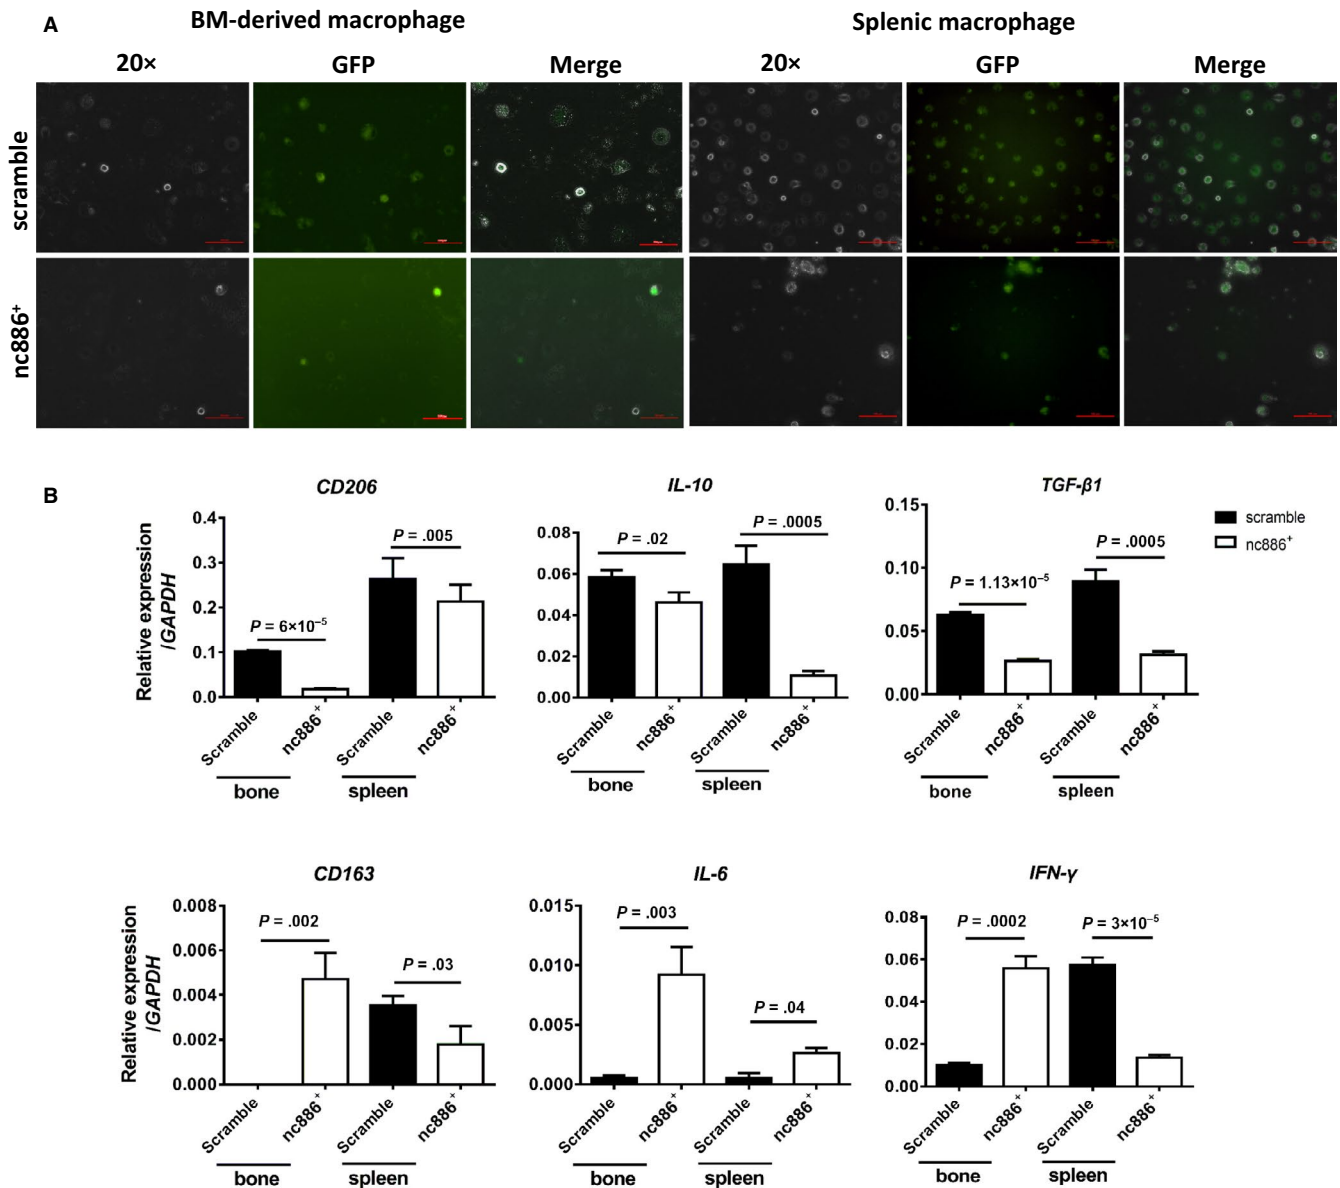 A
BM-derived macrophage
Splenic macrophage
20×
GFP
Merge
20×
GFP
Merge
scramble
nc886⁺
B
CD206
Relative expression
/GAPDH
0.4
0.3
0.2
0.1
0.0
P = 6×10⁻⁵
P = .005
Scramble
nc886⁺
Scramble
nc886⁺
bone
spleen
IL-10
0.08
0.06
0.04
0.02
0.00
P = .02
P = .0005
Scramble
nc886⁺
Scramble
nc886⁺
bone
spleen
TGF-β1
0.15
0.10
0.05
0.00
P = 1.13×10⁻⁵
P = .0005
Scramble
nc886⁺
Scramble
nc886⁺
bone
spleen
scramble
nc886⁺
CD163
Relative expression
/GAPDH
0.008
0.006
0.004
0.002
0.000
P = .002
P = .03
Scramble
nc886⁺
Scramble
nc886⁺
bone
spleen
IL-6
0.015
0.010
0.005
0.000
P = .003
P = .04
Scramble
nc886⁺
Scramble
nc886⁺
bone
spleen
IFN-γ
0.08
0.06
0.04
0.02
0.00
P = .0002
P = 3×10⁻⁵
Scramble
nc886⁺
Scramble
nc886⁺
bone
spleen